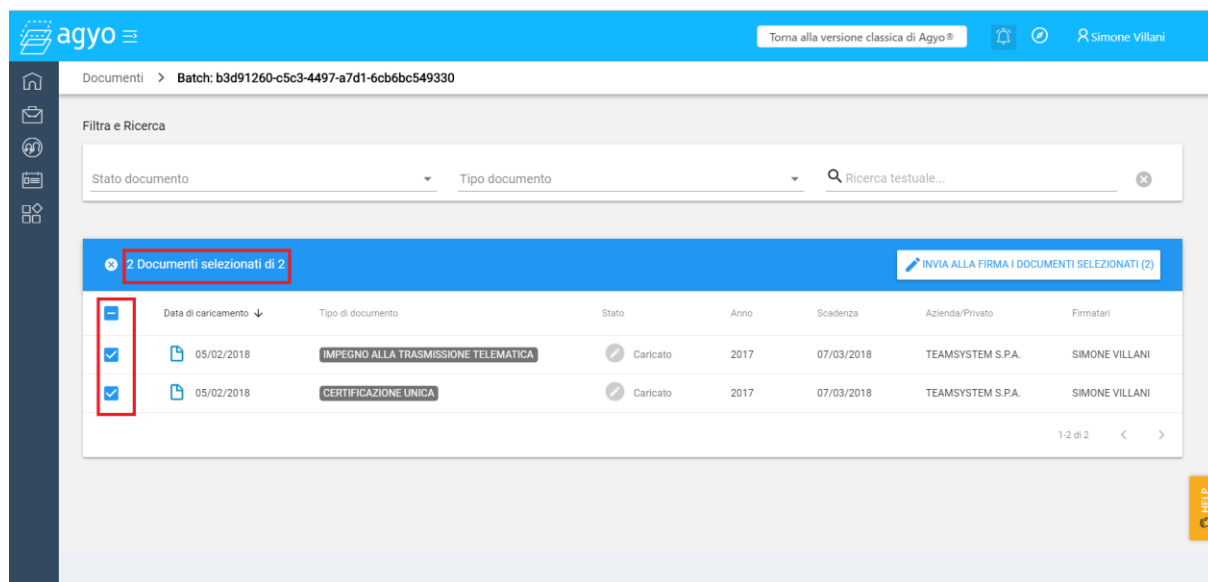 agyo
Torna alla versione classica di Agyo®
Simone Villani
Documenti > Batch: b3d91260-c5c3-4497-a7d1-6cb6bc549330
Filtra e Ricerca
Stato documento Tipo documento Ricerca testuale...
2 Documenti selezionati di 2 INVIA ALLA FIRMA I DOCUMENTI SELEZIONATI (2)
Data di caricamento Tipo di documento Stato Anno Scadenza Azienda/Privato Firmatari
05/02/2018 IMPEGNO ALLA TRASMISSIONE TELEMATICA Caricato 2017 07/03/2018 TEAMSYSTEM S.P.A. SIMONE VILLANI
05/02/2018 CERTIFICAZIONE UNICA Caricato 2017 07/03/2018 TEAMSYSTEM S.P.A. SIMONE VILLANI
1-2 di 2
HELP